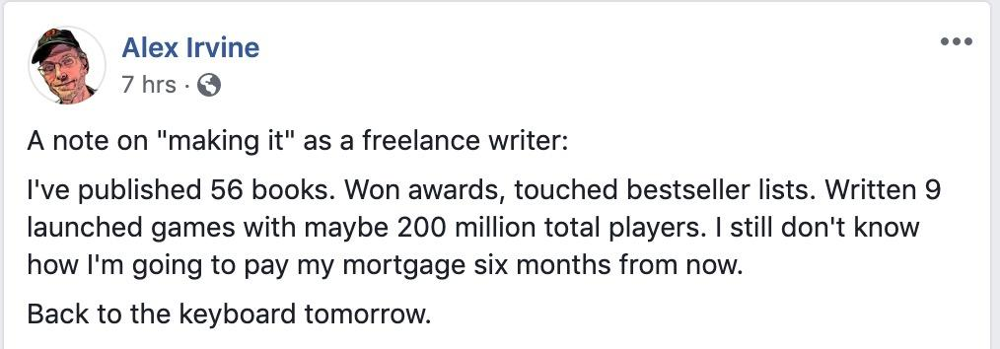 Alex Irvine
7 hrs ·
A note on "making it" as a freelance writer:
I've published 56 books. Won awards, touched bestseller lists. Written 9
launched games with maybe 200 million total players. I still don't know
how I'm going to pay my mortgage six months from now.
Back to the keyboard tomorrow.